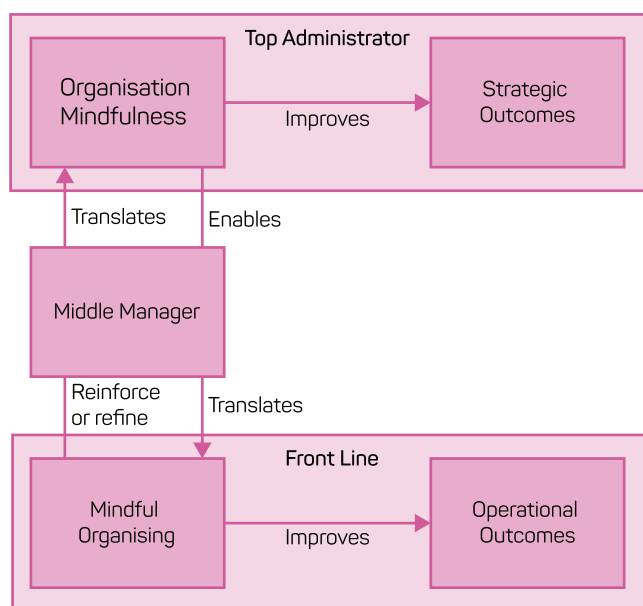 Top Administrator
Organisation
Mindfulness
Improves
Strategic
Outcomes
Translates
Enables
Middle Manager
Reinforce
or refine
Translates
Front Line
Mindful
Organising
Improves
Operational
Outcomes